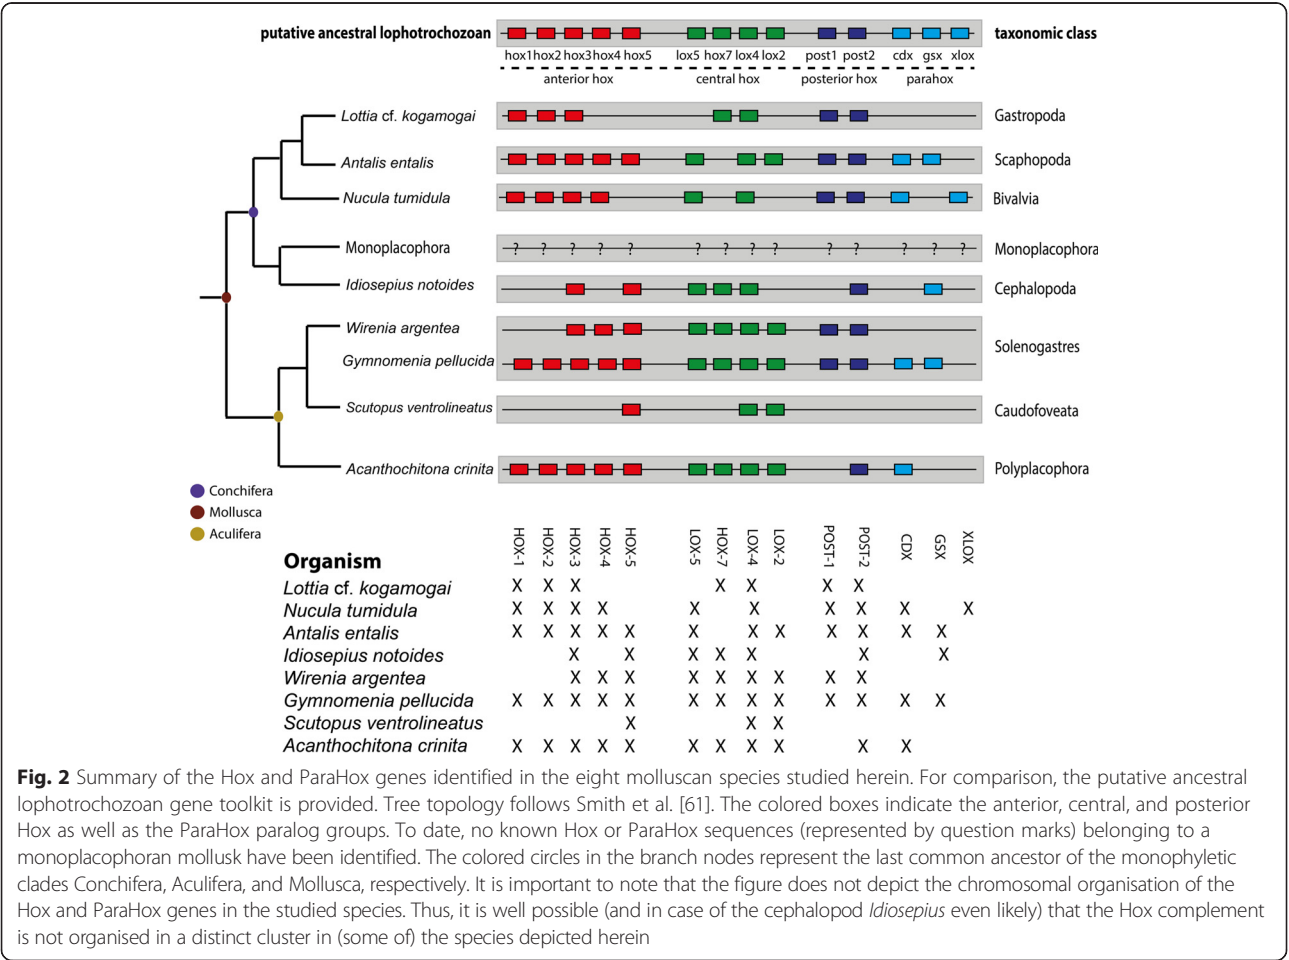 putative ancestral lophotrochozoan taxonomic class
hox1 hox2 hox3 hox4 hox5 lox5 hox7 lox4 lox2 post1 post2 cdx gsx xlox
anterior hox central hox posterior hox parahox
Lottia cf. kogamogai Gastropoda
Antalis entalis Scaphopoda
Nucula tumidula Bivalvia
Monoplacophora ? ? ? ? ? ? ? ? ? ? ? ? ? ? Monoplacophora
Idiosepius notoides Cephalopoda
Wirenia argentea
Solenogastres
Gymnomenia pellucida
Scutopus ventrolineatus Caudofoveata
Acanthochitona crinita Polyplacophora
Conchifera
Mollusca
Aculifera
Organism HOX-1 HOX-2 HOX-3 HOX-4 HOX-5 LOX-5 HOX-7 LOX-4 LOX-2 POST-1 POST-2 CDX GSX XLOX
Lottia cf. kogamogai X X X X X X X
Nucula tumidula X X X X X X X X X X
Antalis entalis X X X X X X X X X X X X
Idiosepius notoides X X X X X X X
Wirenia argentea X X X X X X X X X
Gymnomenia pellucida X X X X X X X X X X X X X
Scutopus ventrolineatus X X X
Acanthochitona crinita X X X X X X X X X X X
Fig. 2 Summary of the Hox and ParaHox genes identified in the eight molluscan species studied herein. For comparison, the putative ancestral
lophotrochozoan gene toolkit is provided. Tree topology follows Smith et al. [61]. The colored boxes indicate the anterior, central, and posterior
Hox as well as the ParaHox paralog groups. To date, no known Hox or ParaHox sequences (represented by question marks) belonging to a
monoplacophoran mollusk have been identified. The colored circles in the branch nodes represent the last common ancestor of the monophyletic
clades Conchifera, Aculifera, and Mollusca, respectively. It is important to note that the figure does not depict the chromosomal organisation of the
Hox and ParaHox genes in the studied species. Thus, it is well possible (and in case of the cephalopod Idiosepius even likely) that the Hox complement
is not organised in a distinct cluster in (some of) the species depicted herein